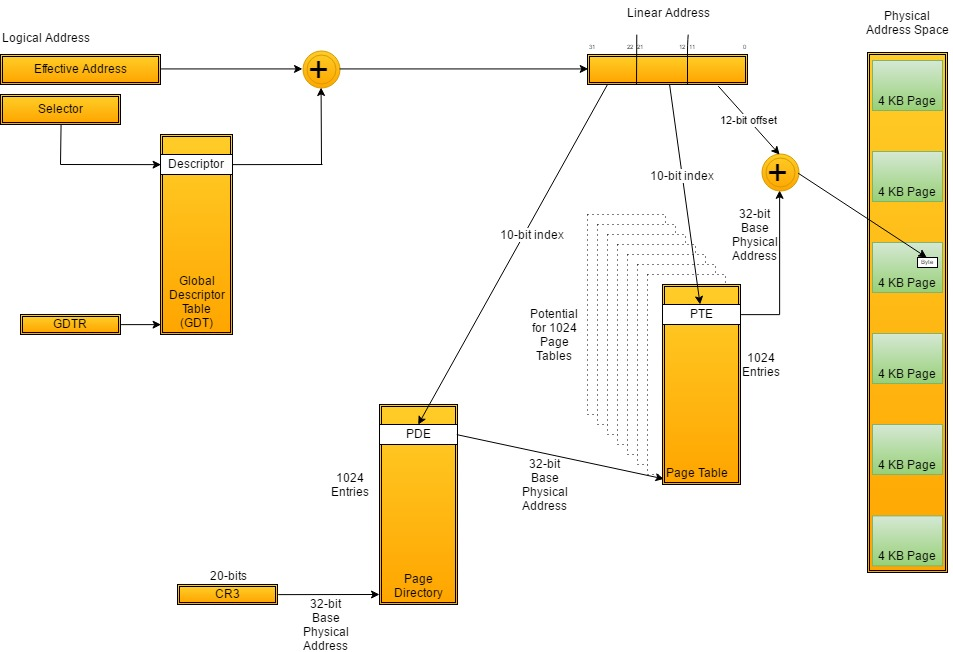 Linear Address
Physical
Address Space
Logical Address
31
22
21
12
11
0
Effective Address
Selector
4 KB Page
12-bit offset
Descriptor
10-bit index
4 KB Page
32-bit
Base
Physical
Address
10-bit index
Byte
4 KB Page
Global
Descriptor
Table
(GDT)
GDTR
Potential
for 1024
Page
Tables
PTE
1024
Entries
4 KB Page
PDE
Page Table
4 KB Page
1024
Entries
32-bit
Base
Physical
Address
4 KB Page
20-bits
CR3
Page
Directory
32-bit
Base
Physical
Address